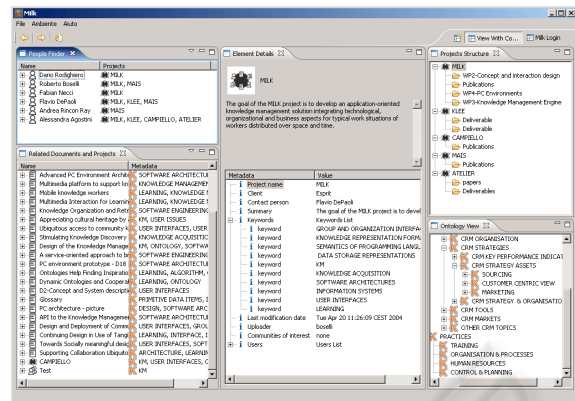 Milk
File Ambiente Aiuto
View With Co... Milk Login
People Finder
Name Projects
Dario Rodighiero MILK
Roberto Boselli MILK, MAIS
Fabian Necci MILK
Flavio DePaoli MILK, KLEE, MAIS
Andrea Rincon Ray MAIS
Alessandra Agostini MILK, KLEE, CAMPIELLO, ATELIER
Related Documents and Projects
Name Metadata
Advanced PC Environment Archite SOFTWARE ARCHITECTU
Multimedia platform to support kn KNOWLEDGE MANAGEM
Mobile knowledge workers KNOWLEDGE MANAGEM
Multimedia Interaction for Learnin LEARNING, KNOWLEDGE
Knowledge Organization and Retr SOFTWARE ENGINEERING
Appreciating cultural heritage by KM, USER ISSUES
Ubiquitous access to community k USER INTERFACES, USER
Stimulating Knowledge Discovery KNOWLEDGE ACQUISITIC
Design of the Knowledge Manage KM, ONTOLOGY, SOFTWA
A service-oriented approach to br SOFTWARE ENGINEERING
PC environment prototype - D18 SOFTWARE ARCHITECTU
Ontologies Help Finding Inspiratio LEARNING, ALGORITHM,
Dynamic Ontologies and Cooperat LEARNING, ONTOLOGY
D2-Concept and System descripti USER INTERFACES
Glossary PRIMITIVE DATA ITEMS, I
PC architecture - picture DESIGN, SOFTWARE ARC
API to the Knowledge Managemen SOFTWARE ARCHITECTU
Design and Deployment of Comm USER INTERFACES, GROU
Continuing Design in Use of Tangi LEARNING, INTERFACE, I
Towards Socially meaningful desig USER INTERFACES, SOFT
Supporting Collaboration Ubiquito ARCHITECTURE, LEARNIN
CAMPIELLO KM, USER INTERFACES, C
Test KM
Element Details
MILK
The goal of the MILK project is to develop an application-oriented
knowledge management solution integrating technological,
organizational and business aspects for typical work situations of
workers distributed over space and time.
Metadata Value
Project name MILK
Client Esprit
Contact person Flavio DePaoli
Summary The goal of the MILK project is to devel
Keywords Keywords List
keyword GROUP AND ORGANIZATION INTERFA
keyword KNOWLEDGE REPRESENTATION FORM
keyword SEMANTICS OF PROGRAMMING LANGU
keyword DATA STORAGE REPRESENTATIONS
keyword KM
keyword KNOWLEDGE ACQUISITION
keyword SOFTWARE ARCHITECTURES
keyword INFORMATION SYSTEMS
keyword USER INTERFACES
keyword LEARNING
Last modification date Tue Apr 20 11:26:09 CEST 2004
Uploader boselli
Communities of interest none
Users Users List
Projects Structure
MILK
WP2-Concept and interaction design
Publications
WP4-PC Environments
WP3-Knowledge Management Engine
KLEE
Deliverable
Deliverable
CAMPIELLO
Publications
MAIS
Publications
ATELIER
papers
Deliverables
Ontology View
CRM ORGANISATION
CRM STRATEGIES
CRM KEY PERFORMANCE INDICAT
CRM STRATEGY ASSETS
SOURCING
CUSTOMER CENTRIC VIEW
MARKETING
CRM STRATEGY & ORGANISATIO
CRM TOOLS
CRM MARKETS
OTHER CRM TOPICS
PRACTICES
TRAINING
ORGANISATION & PROCESSES
HUMAN RESOURCES
CONTROL & PLANNING